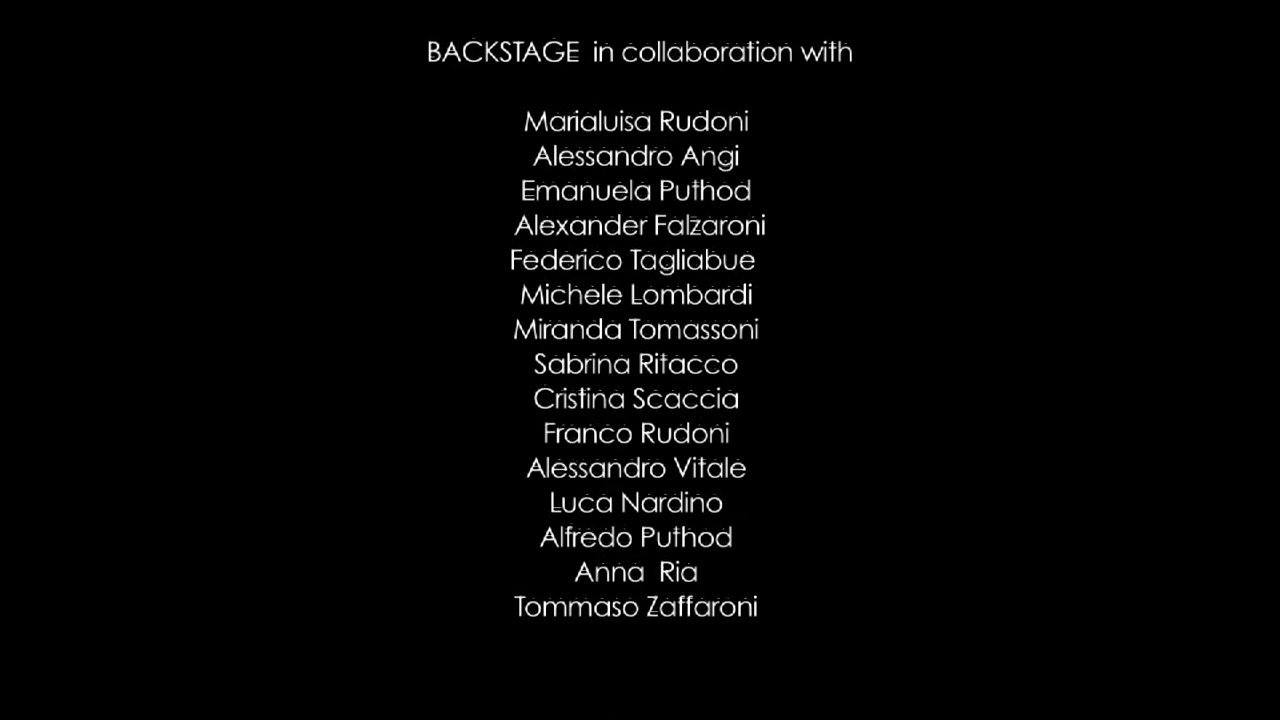 BACKSTAGE in collaboration with
Marialuisa Rudoni
Alessandro Angi
Emanuela Puthod
Alexander Falzaroni
Federico Tagliabue
Michele Lombardi
Miranda Tomassoni
Sabrina Ritacco
Cristina Scaccia
Franco Rudoni
Alessandro Vitale
Luca Nardino
Alfredo Puthod
Anna Ria
Tommaso Zaffaroni